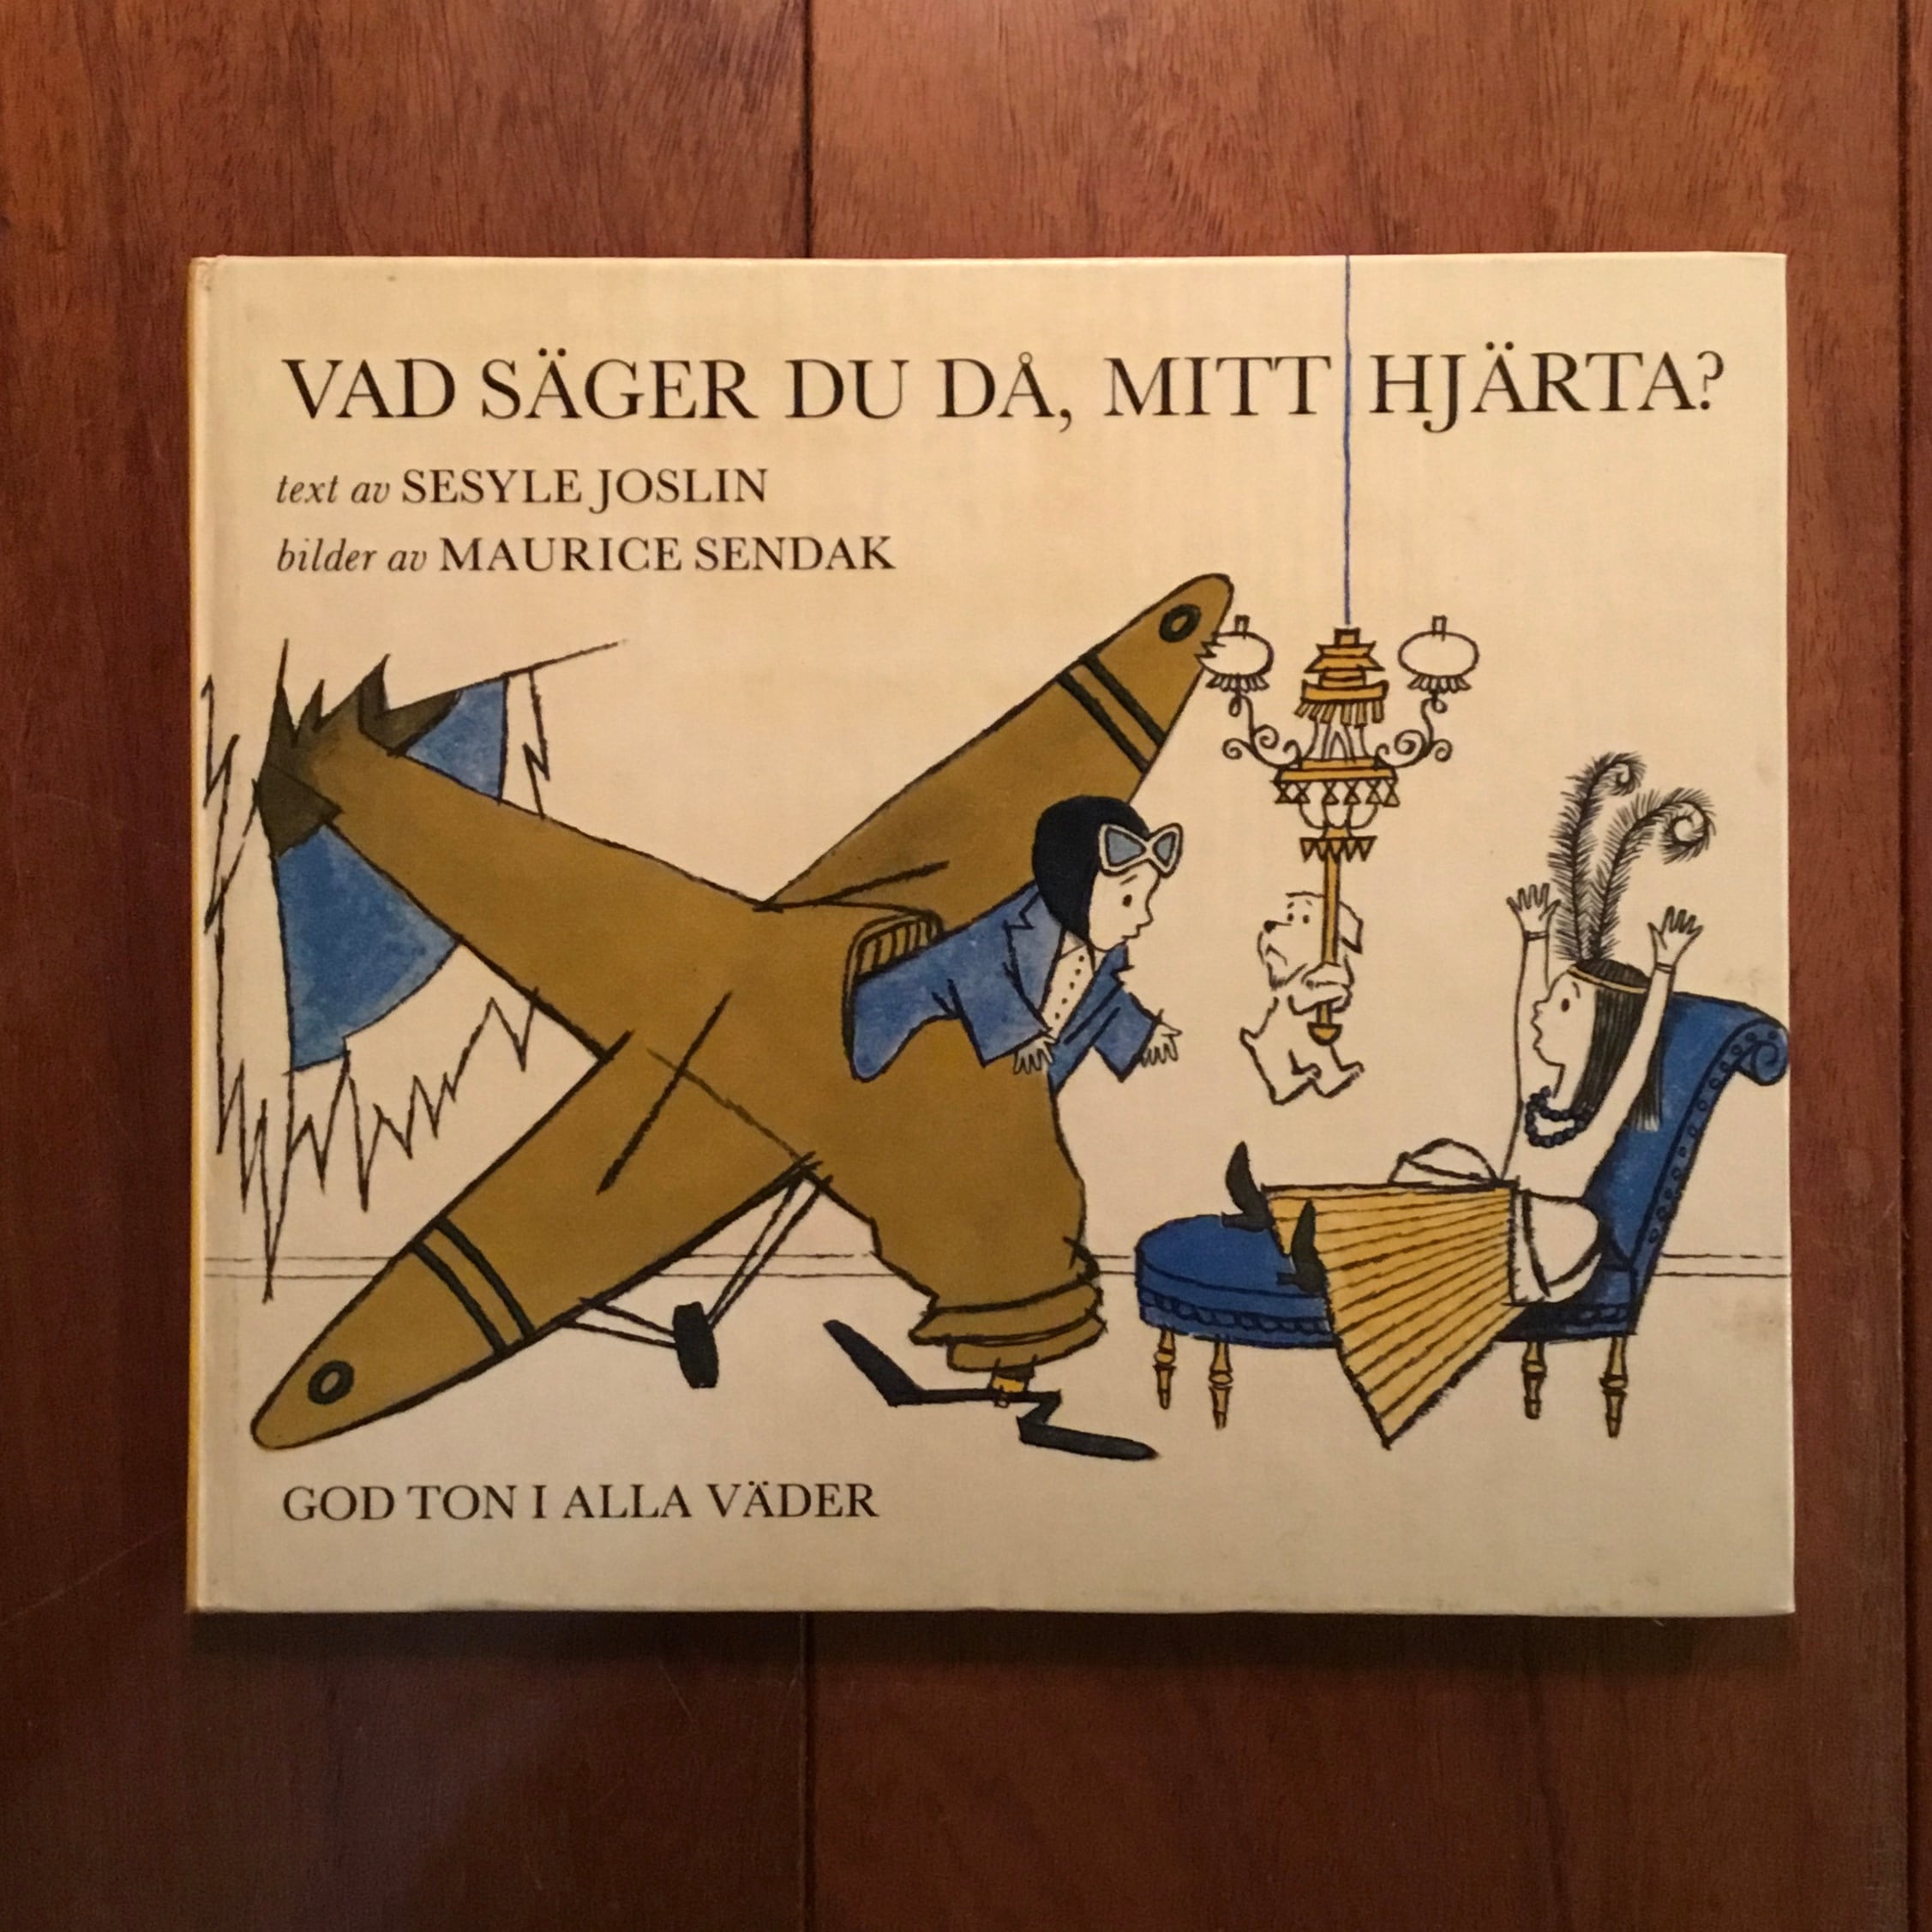 VAD SÄGER DU DÅ, MITT HJÄRTA?
text av SESYLE JOSLIN
bilder av MAURICE SENDAK
GOD TON I ALLA VÄDER